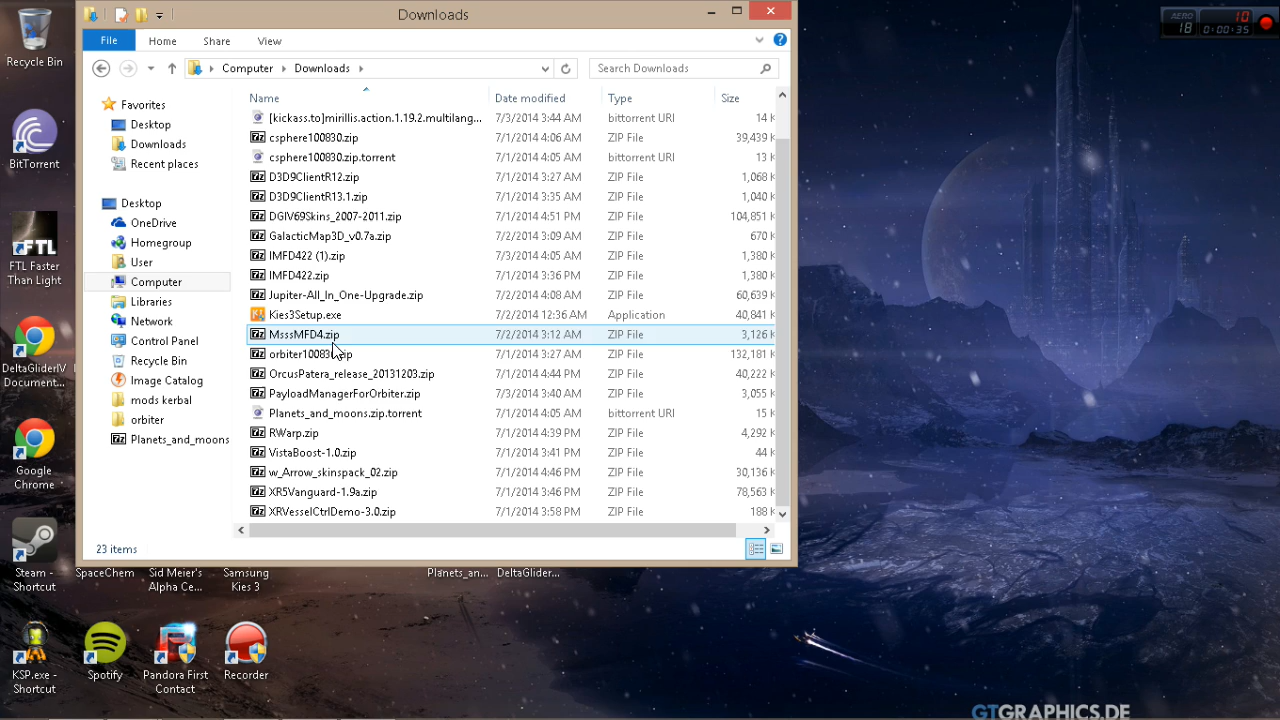 Downloads
File
Home
Share
View
Computer
Downloads
Search Downloads
AERO
18
10
0:00:35
Recycle Bin
BitTorrent
FTL Faster
Than Light
DeltaGliderIV
Document...
Google
Chrome
Steam -
Shortcut
SpaceChem
Sid Meier's
Alpha Ce...
Samsung
Kies 3
Planets_an...
DeltaGlider...
KSP.exe -
Shortcut
Spotify
Pandora First
Contact
Recorder
Favorites
Desktop
Downloads
Recent places
Desktop
OneDrive
Homegroup
User
Computer
Libraries
Network
Control Panel
Recycle Bin
Image Catalog
mods kerbal
orbiter
Planets_and_moons
Name Date modified Type Size
[kickass.to]mirillis.action.1.19.2.multilang... 7/3/2014 3:44 AM bittorrent URI 14 K
csphere100830.zip 7/1/2014 4:06 AM ZIP File 39,439 K
csphere100830.zip.torrent 7/1/2014 4:05 AM bittorrent URI 13 K
D3D9ClientR12.zip 7/1/2014 3:27 AM ZIP File 1,068 K
D3D9ClientR13.1.zip 7/1/2014 3:35 AM ZIP File 1,040 K
DGIV69Skins_2007-2011.zip 7/1/2014 4:51 PM ZIP File 104,851 K
GalacticMap3D_v0.7a.zip 7/2/2014 3:09 AM ZIP File 670 K
IMFD422 (1).zip 7/3/2014 4:05 AM ZIP File 1,380 K
IMFD422.zip 7/1/2014 3:36 PM ZIP File 1,380 K
Jupiter-All_In_One-Upgrade.zip 7/2/2014 4:08 AM ZIP File 60,639 K
Kies3Setup.exe 7/2/2014 12:36 AM Application 40,841 K
MsssMFD4.zip 7/2/2014 3:12 AM ZIP File 3,126 K
7/1/2014 3:27 AM ZIP File 132,181 K
OrcusPatera_release_20131203.zip 7/1/2014 4:44 PM ZIP File 40,222 K
PayloadManagerForOrbiter.zip 7/3/2014 3:40 AM ZIP File 3,055 K
Planets_and_moons.zip.torrent 7/1/2014 4:05 AM bittorrent URI 15 K
RWarp.zip 7/1/2014 4:39 PM ZIP File 4,292 K
VistaBoost-1.0.zip 7/1/2014 3:41 PM ZIP File 44 K
w_Arrow_skinspack_02.zip 7/1/2014 4:46 PM ZIP File 30,136 K
XR5Vanguard-1.9a.zip 7/1/2014 3:46 PM ZIP File 78,563 K
XRVesselCtrlDemo-3.0.zip 7/1/2014 3:58 PM ZIP File 188 K
23 items
GTGRAPHICS.DE